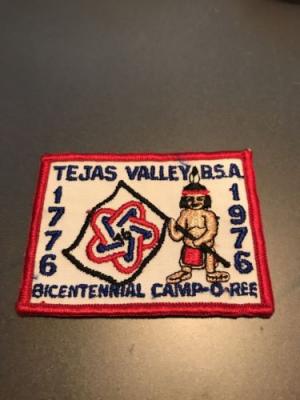 TEJAS VALLEY B.S.A.
1776
1976
BICENTENNIAL CAMP-O-REE